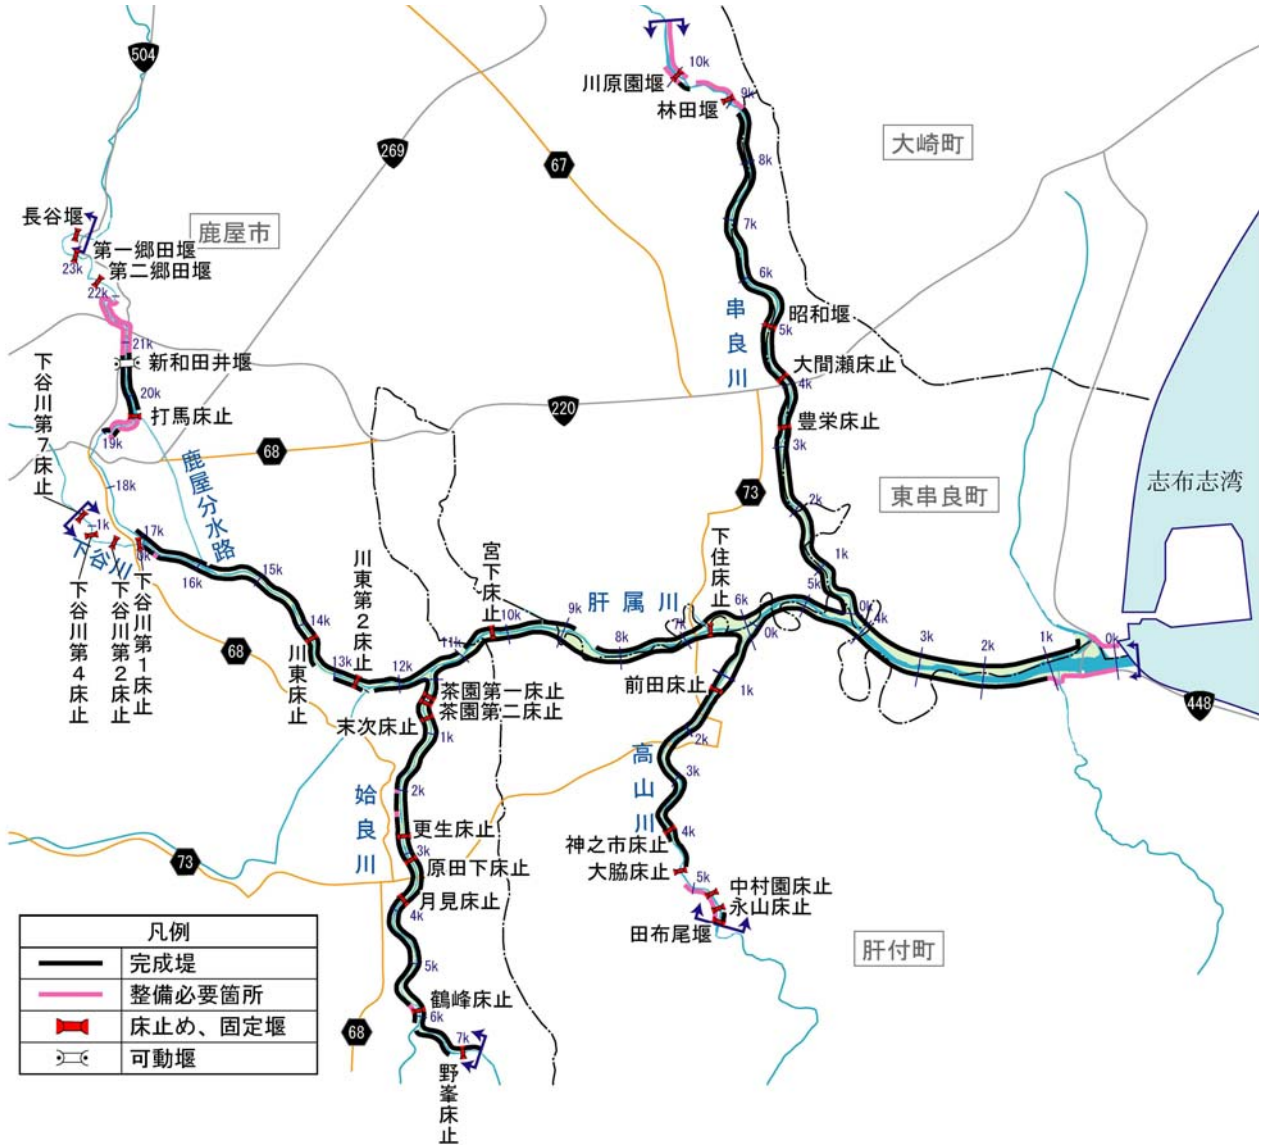 504
269
67
川原園堰
10k
林田堰
9k
大崎町
8k
長谷堰
鹿屋市
第一郷田堰
23k
第二郷田堰
22k
7k
6k
串良川
昭和堰
5k
21k
新和田井堰
大間瀬床止
4k
20k
打馬床止
220
豊栄床止
3k
19k
68
下谷川第7床止
鹿屋分水路
18k
73
東串良町
志布志湾
2k
1k
17k
0k
下谷川
16k
15k
下谷川第4床止
下谷川第2床止
下谷川第1床止
14k
川東床止
68
13k
川東第2床止
12k
11k
宮下床止
10k
9k
肝属川
8k
7k
下住床止
6k
0k
5k
1k
0k
4k
3k
2k
1k
0k
448
茶園第一床止
茶園第二床止
末次床止
1k
前田床止
1k
2k
高山川
3k
姶良川
2k
更生床止
3k
原田下床止
月見床止
4k
神之市床止
4k
大脇床止
5k
中村園床止
永山床止
田布尾堰
肝付町
73
5k
鶴峰床止
6k
68
7k
野峯床止
凡例
完成堤
整備必要箇所
床止め、固定堰
可動堰